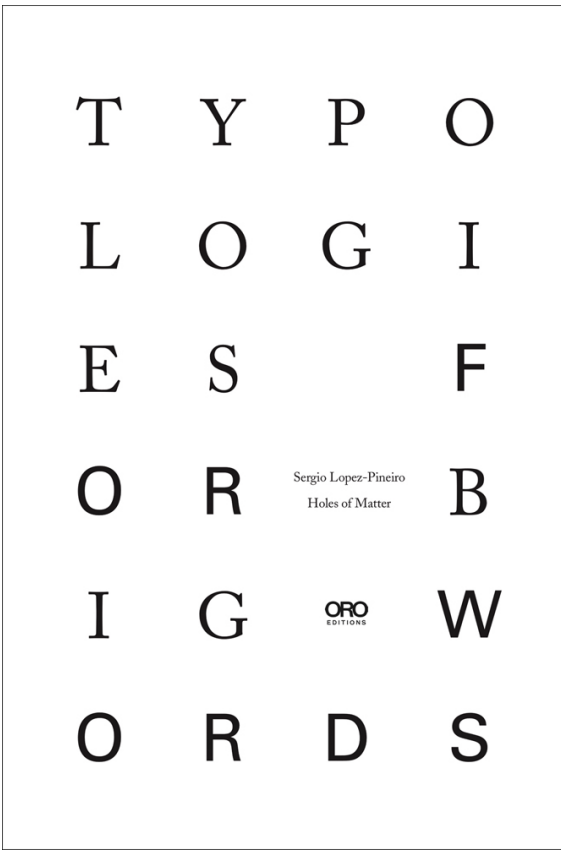 T Y P O
L O G I
E S F
O R B
Sergio Lopez-Pineiro
Holes of Matter
I G W
ORO
EDITIONS
O R D S